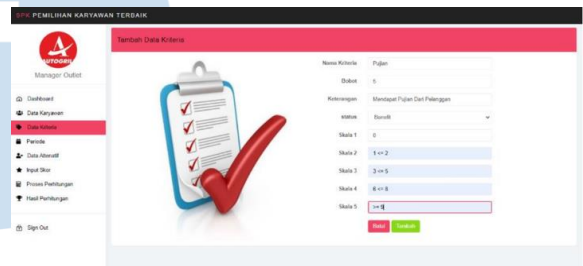 SPK PEMILIHAN KARYAWAN TERBAIK
AUTOGRILL
Manager Outlet
Dashboard
Data Karyawan
Data Kriteria
Periode
Data Alternatif
Input Skor
Proses Perhitungan
Hasil Perhitungan
Sign Out
Tambah Data Kriteria
Nama Kriteria Pujian
Bobot 5
Keterangan Mendapat Pujian Dari Pelanggan
status Benefit
Skala 1 0
Skala 2 1 <= 2
Skala 3 3 <= 5
Skala 4 6 <= 8
Skala 5 >= 9
Batal Tambah